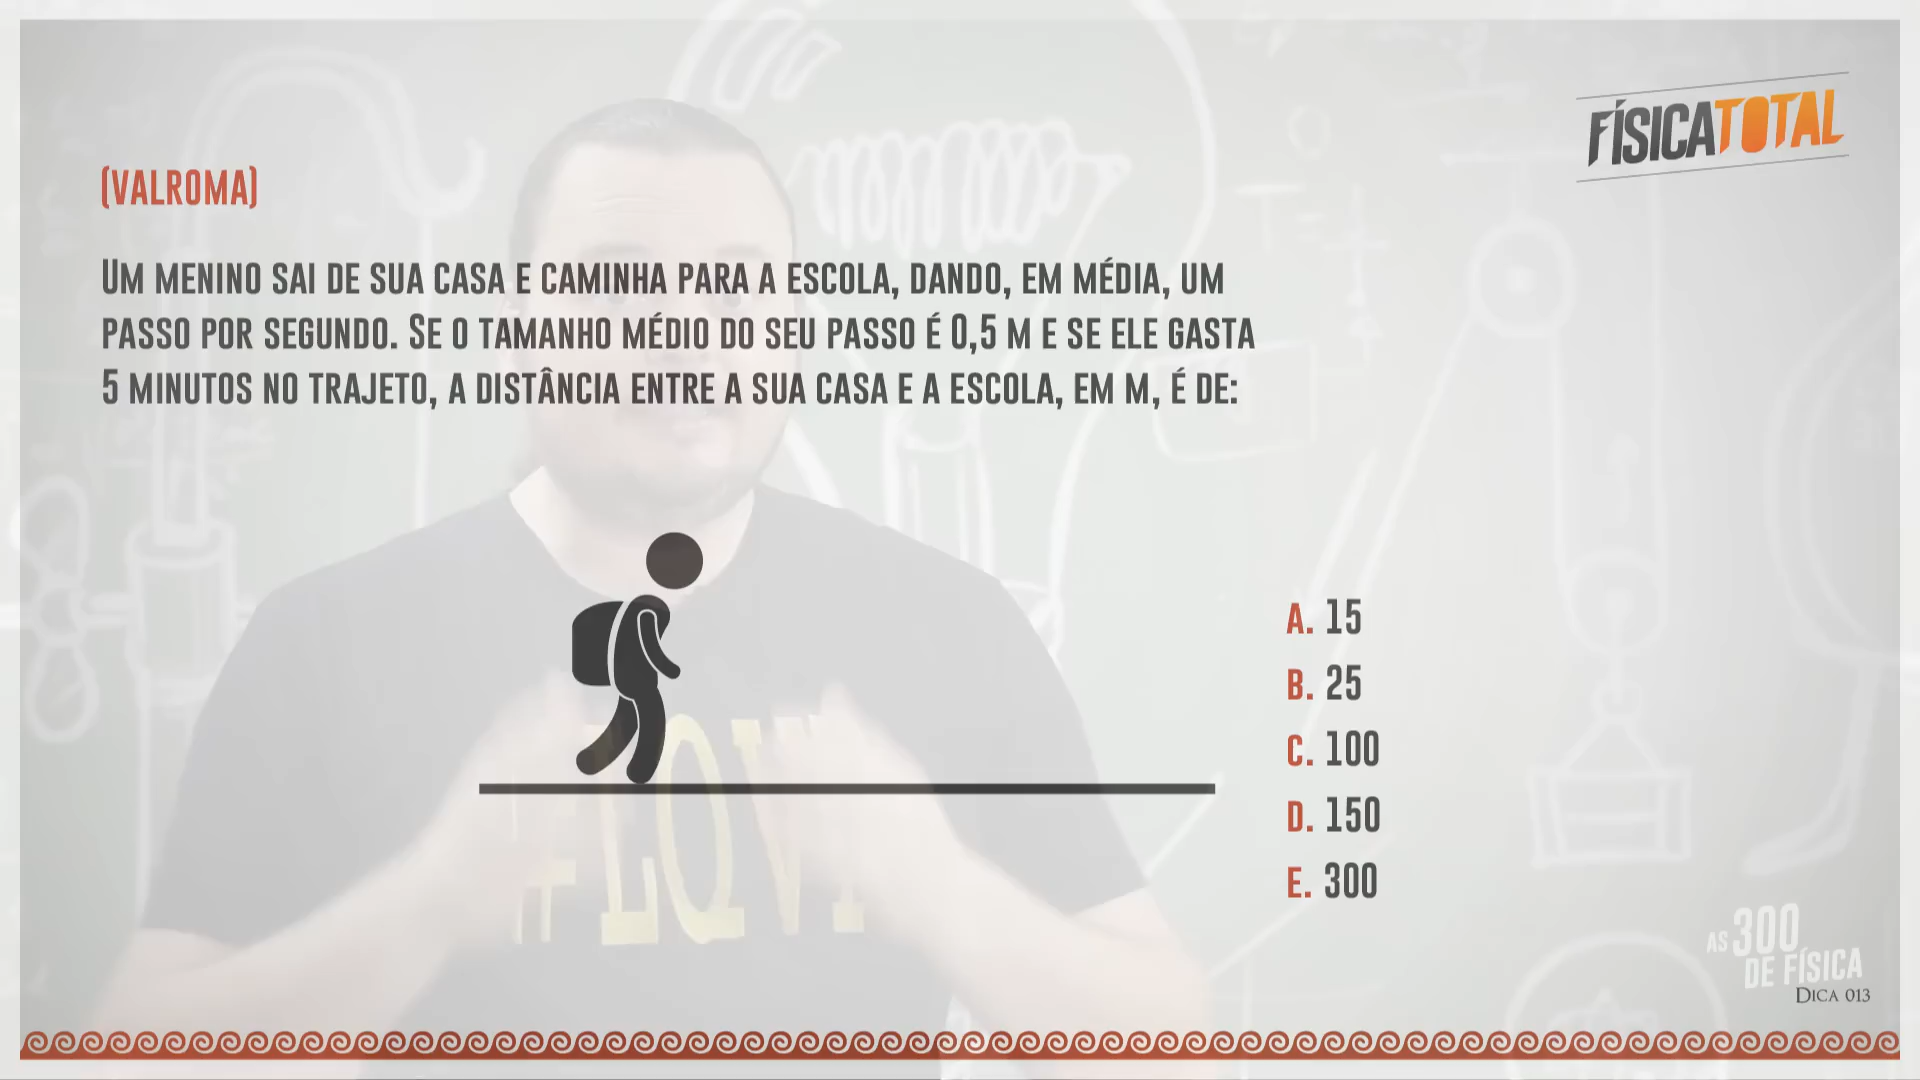 FÍSICATOTAL
(VALROMA)
UM MENINO SAI DE SUA CASA E CAMINHA PARA A ESCOLA, DANDO, EM MÉDIA, UM
PASSO POR SEGUNDO. SE O TAMANHO MÉDIO DO SEU PASSO É 0,5 M E SE ELE GASTA
5 MINUTOS NO TRAJETO, A DISTÂNCIA ENTRE A SUA CASA E A ESCOLA, EM M, É DE:
A. 15
B. 25
C. 100
D. 150
E. 300
AS 300
DE FÍSICA
DICA 013